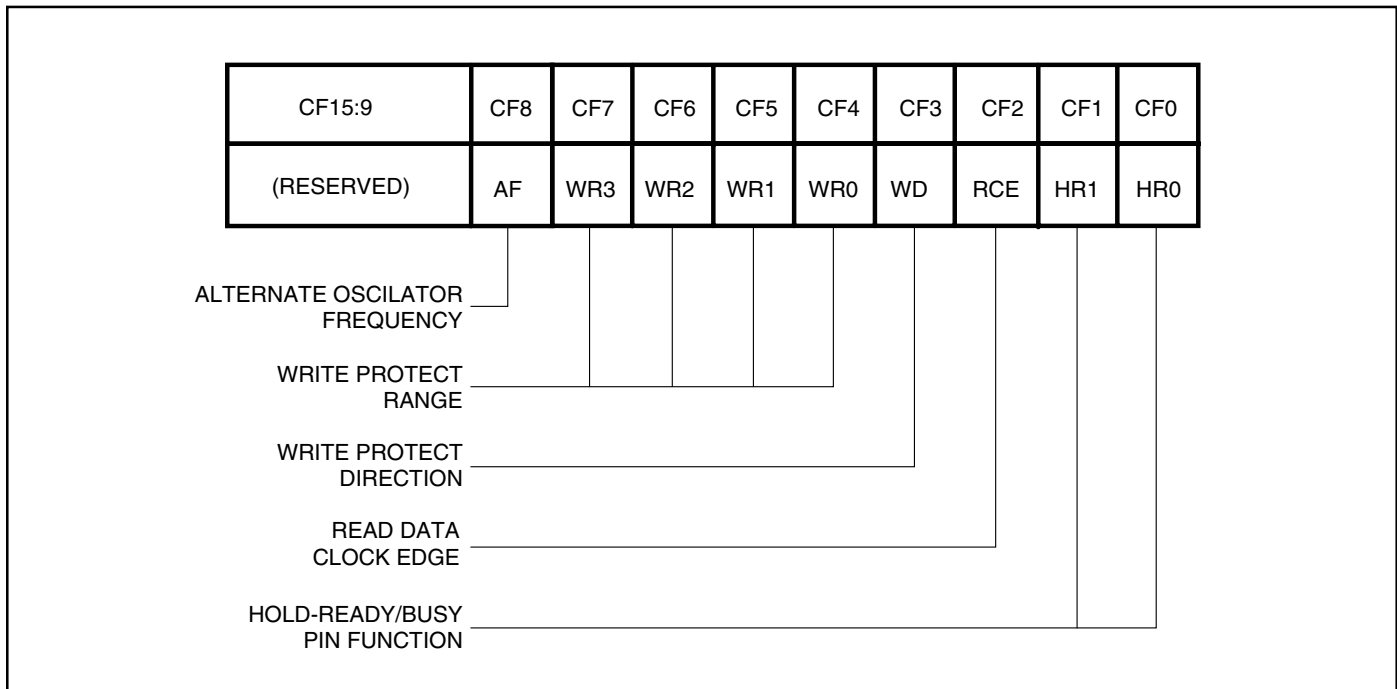 CF15:9 CF8 CF7 CF6 CF5 CF4 CF3 CF2 CF1 CF0
(RESERVED) AF WR3 WR2 WR1 WR0 WD RCE HR1 HR0
ALTERNATE OSCILATOR
FREQUENCY
WRITE PROTECT
RANGE
WRITE PROTECT
DIRECTION
READ DATA
CLOCK EDGE
HOLD-READY/BUSY
PIN FUNCTION